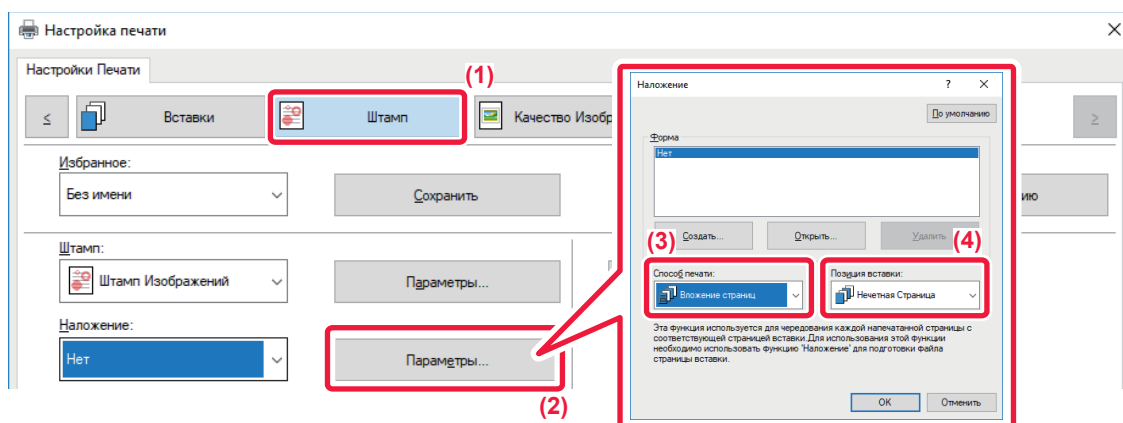 Настройка печати
Настройки Печати
(1)
≤
Вставки
Штамп
Качество Изобр
≥
Избранное:
Без имени
Сохранить
ию
Штамп:
Штамп Изображений
Параметры...
Наложение:
Нет
Параметры...
(2)
Наложение
?
По умолчанию
Форма
Нет
Создать...
Открыть...
Удалить
(3)
(4)
Способ печати:
Позиция вставки:
Вложение страниц
Нечетная Страница
Эта функция используется для чередования каждой напечатанной страницы с
соответствующей страницей вставки.Для использования этой функции
необходимо использовать функцию 'Наложение' для подготовки файла
страницы вставки.
OK
Отменить